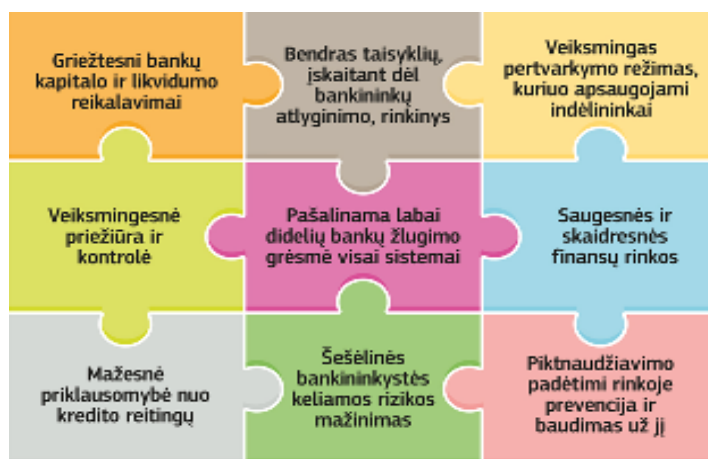 Griežtesni bankų
kapitalo ir likvidumo
reikalavimai
Bendras taisyklių,
įskaitant dėl
bankininkų
atlyginimo, rinkinys
Veiksmingas
pertvarkymo režimas,
kuriuo apsaugojami
indėlininkai
Veiksmingesnė
priežiūra ir
kontrolė
Pašalinama labai
didelių bankų žlugimo
grėsmė visai sistemai
Saugesnės ir
skaidresnės
finansų rinkos
Mažesnė
priklausomybė nuo
kredito reitingų
Šešėlinės
bankininkystės
keliamos rizikos
mažinimas
Piktnaudžiavimo
padėtimi rinkoje
prevencija ir
baudimas už jį